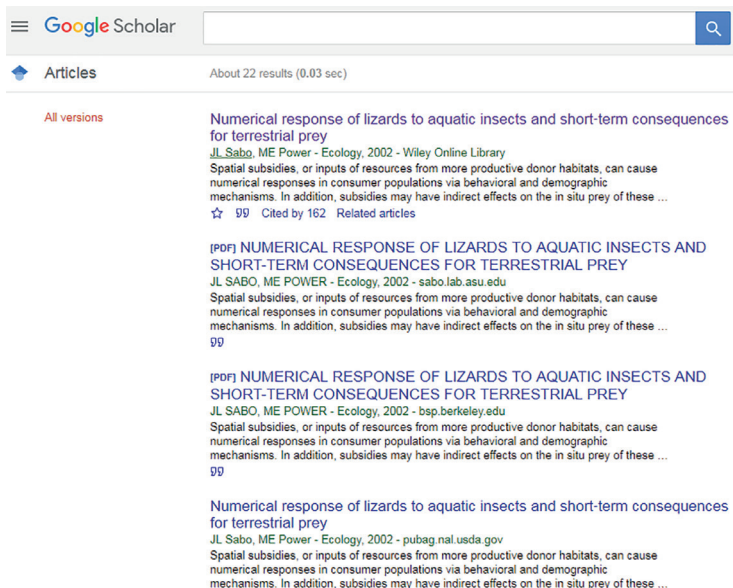 Google Scholar
Articles
About 22 results (0.03 sec)
All versions
Numerical response of lizards to aquatic insects and short-term consequences
for terrestrial prey
JL Sabo, ME Power - Ecology, 2002 - Wiley Online Library
Spatial subsidies, or inputs of resources from more productive donor habitats, can cause
numerical responses in consumer populations via behavioral and demographic
mechanisms. In addition, subsidies may have indirect effects on the in situ prey of these ...
Cited by 162 Related articles
[PDF] NUMERICAL RESPONSE OF LIZARDS TO AQUATIC INSECTS AND
SHORT-TERM CONSEQUENCES FOR TERRESTRIAL PREY
JL SABO, ME POWER - Ecology, 2002 - sabo.lab.asu.edu
Spatial subsidies, or inputs of resources from more productive donor habitats, can cause
numerical responses in consumer populations via behavioral and demographic
mechanisms. In addition, subsidies may have indirect effects on the in situ prey of these ...
[PDF] NUMERICAL RESPONSE OF LIZARDS TO AQUATIC INSECTS AND
SHORT-TERM CONSEQUENCES FOR TERRESTRIAL PREY
JL SABO, ME POWER - Ecology, 2002 - bsp.berkeley.edu
Spatial subsidies, or inputs of resources from more productive donor habitats, can cause
numerical responses in consumer populations via behavioral and demographic
mechanisms. In addition, subsidies may have indirect effects on the in situ prey of these ...
Numerical response of lizards to aquatic insects and short-term consequences
for terrestrial prey
JL Sabo, ME Power - Ecology, 2002 - pubag.nal.usda.gov
Spatial subsidies, or inputs of resources from more productive donor habitats, can cause
numerical responses in consumer populations via behavioral and demographic
mechanisms. In addition, subsidies may have indirect effects on the in situ prey of these ...